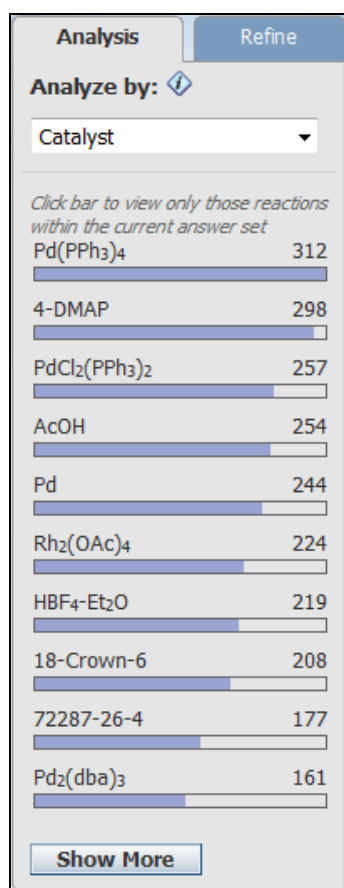 Analysis Refine
Analyze by:
Catalyst
Click bar to view only those reactions
within the current answer set
Pd(PPh3)4 312
4-DMAP 298
PdCl2(PPh3)2 257
AcOH 254
Pd 244
Rh2(OAc)4 224
HBF4-Et2O 219
18-Crown-6 208
72287-26-4 177
Pd2(dba)3 161
Show More